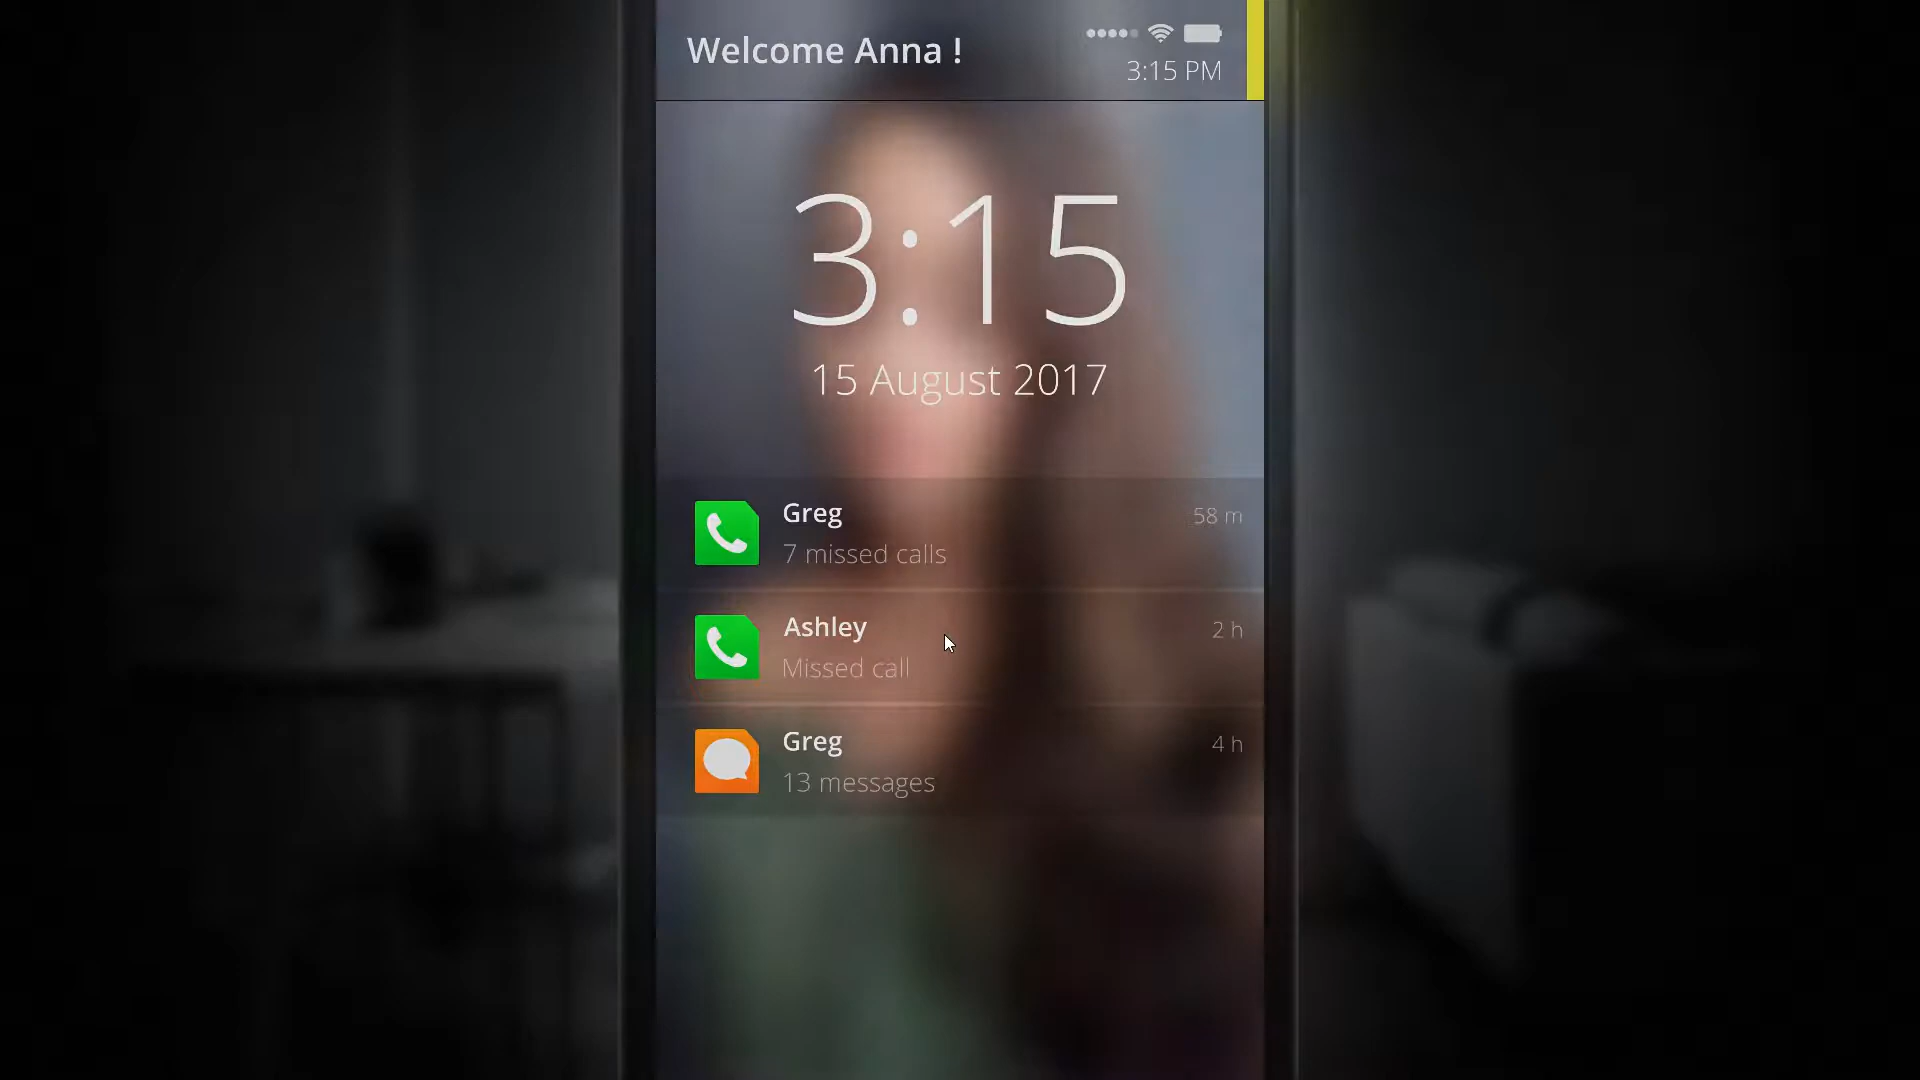 Welcome Anna !
3:15 PM
3:15
15 August 2017
Greg
58 m
7 missed calls
Ashley
2 h
Missed call
Greg
4 h
13 messages